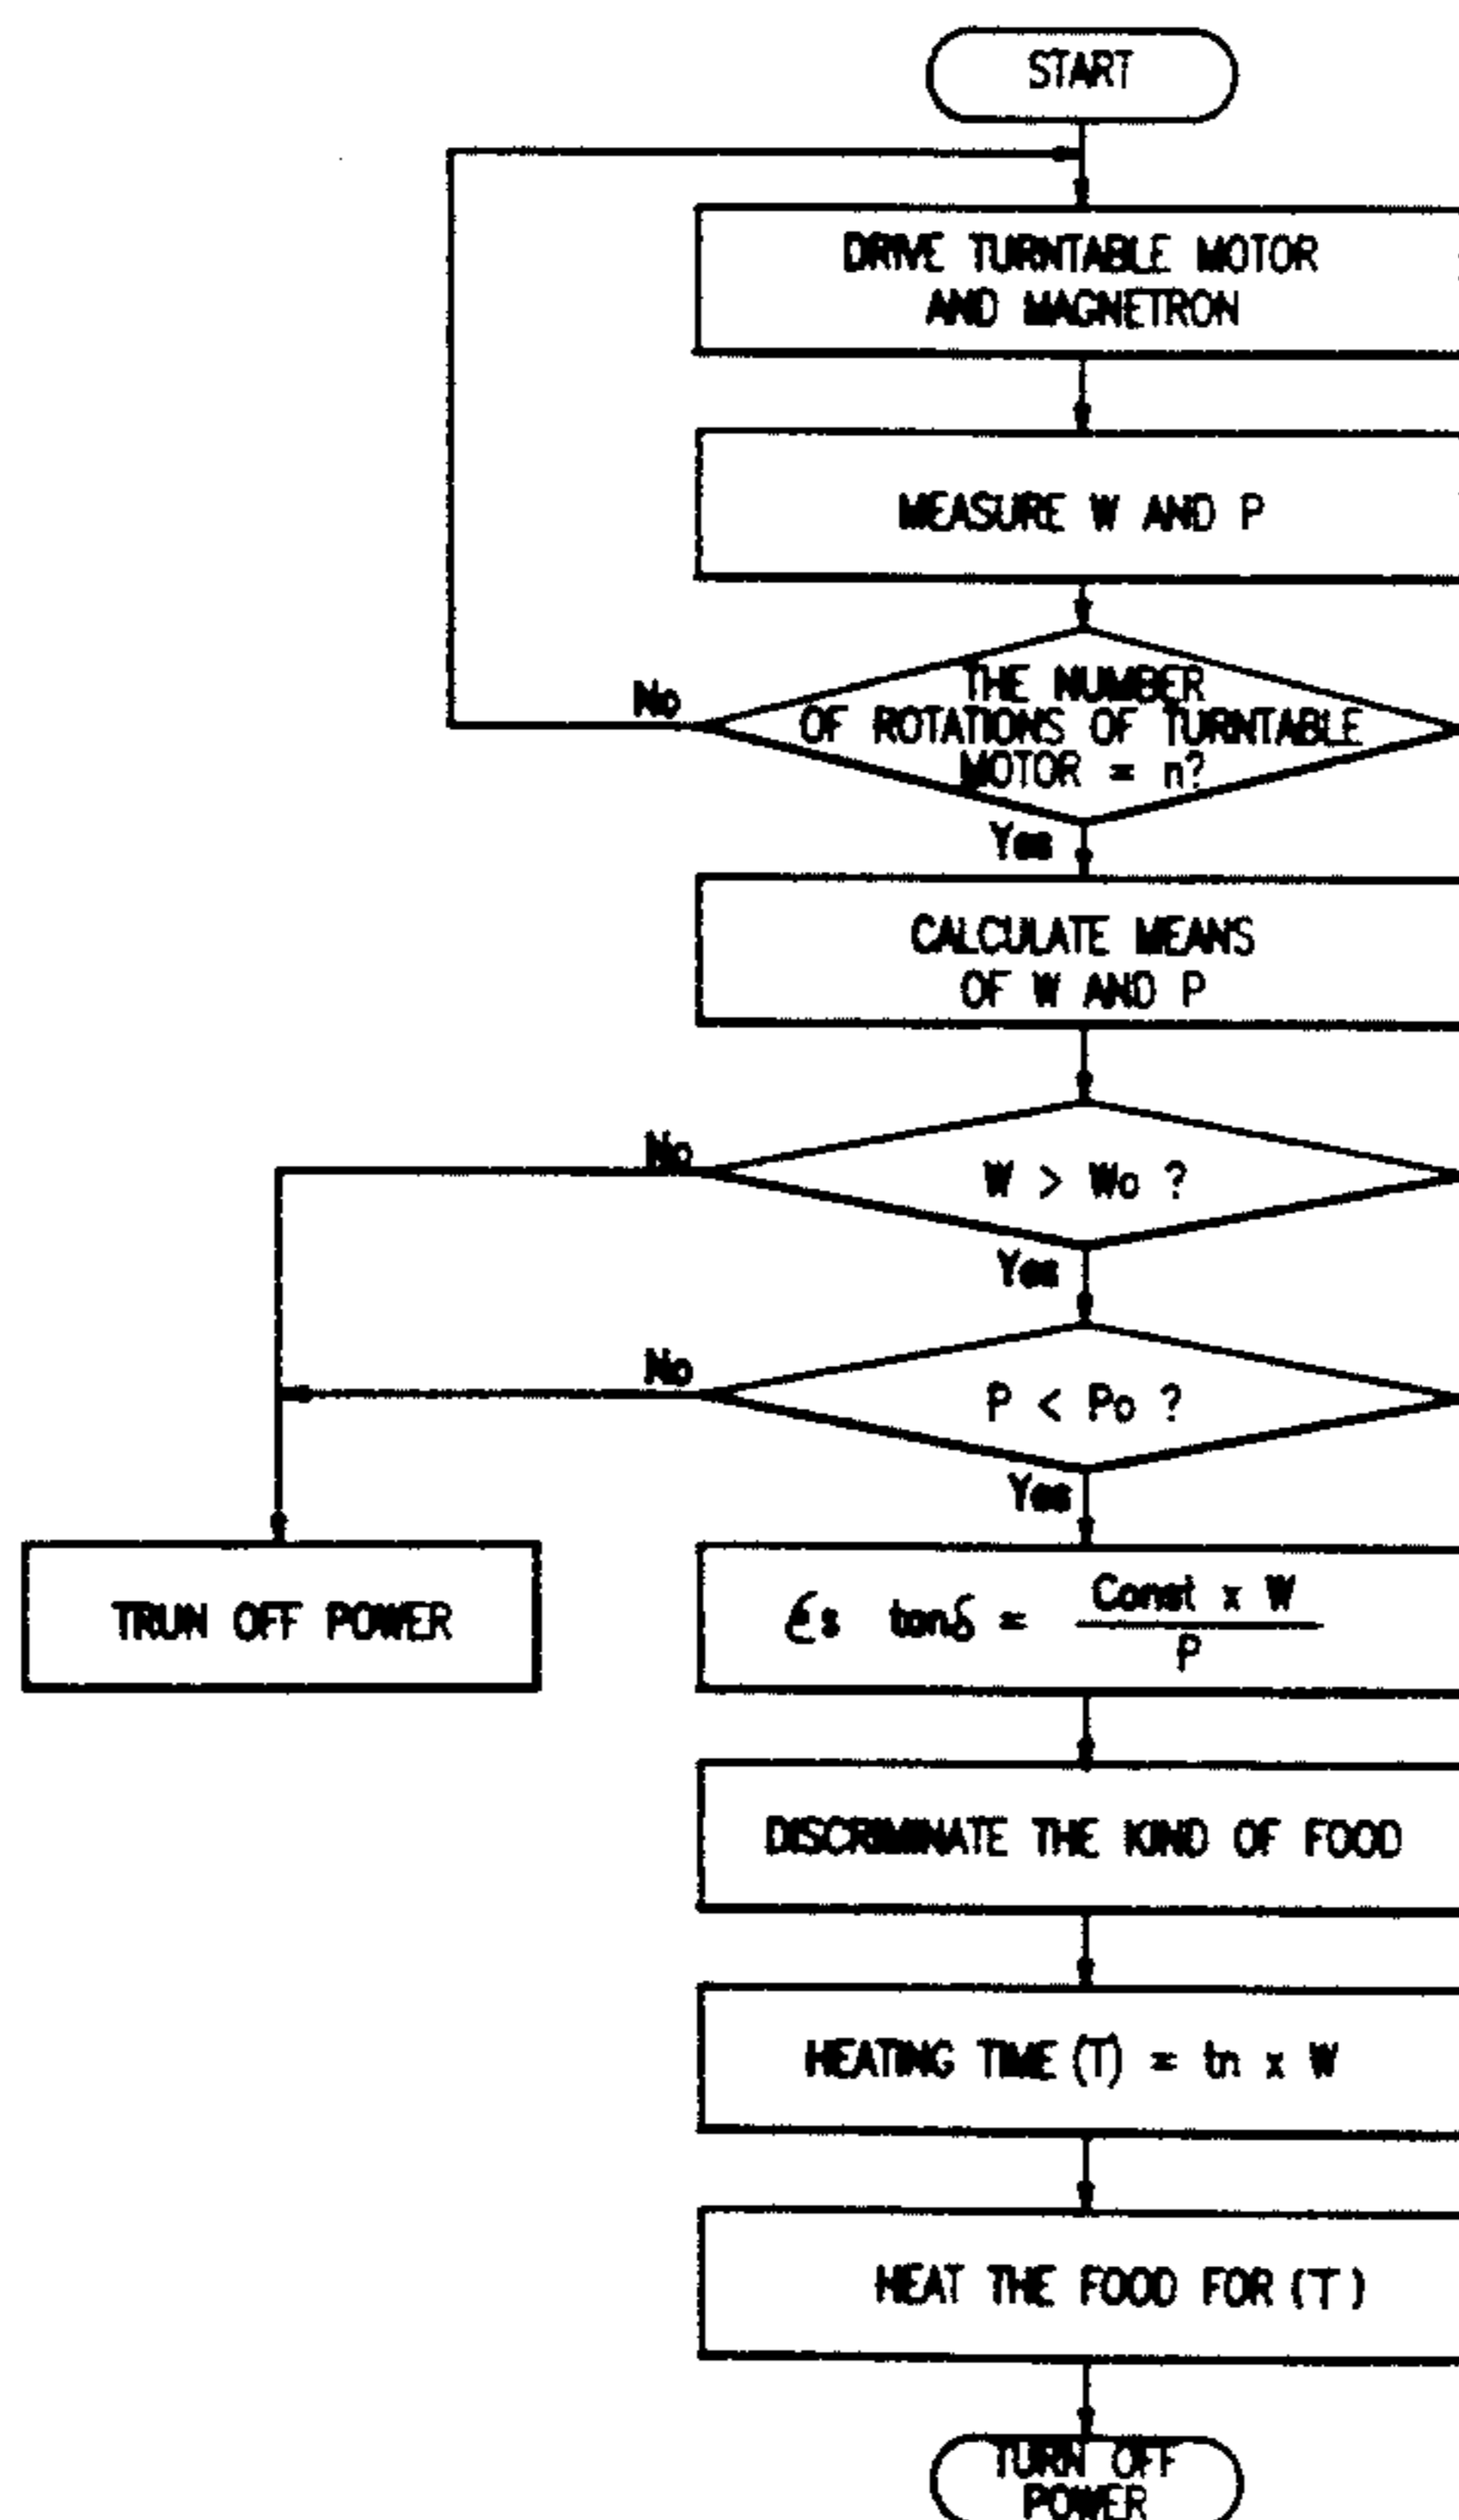 START
DRIVE TURNTABLE MOTOR
AND MAGNETRON
MEASURE W AND P
THE NUMBER
OF ROTATIONS OF TURNTABLE
MOTOR = n?
No
Yes
CALCULATE MEANS
OF W AND P
W > Wo ?
No
Yes
P < Po ?
No
Yes
TRUN OFF POWER
εs tanδ = Const x W
P
DISCRIMINATE THE KIND OF FOOD
HEATING TIME (T) = tn x W
HEAT THE FOOD FOR (T)
TURN OFF
POWER